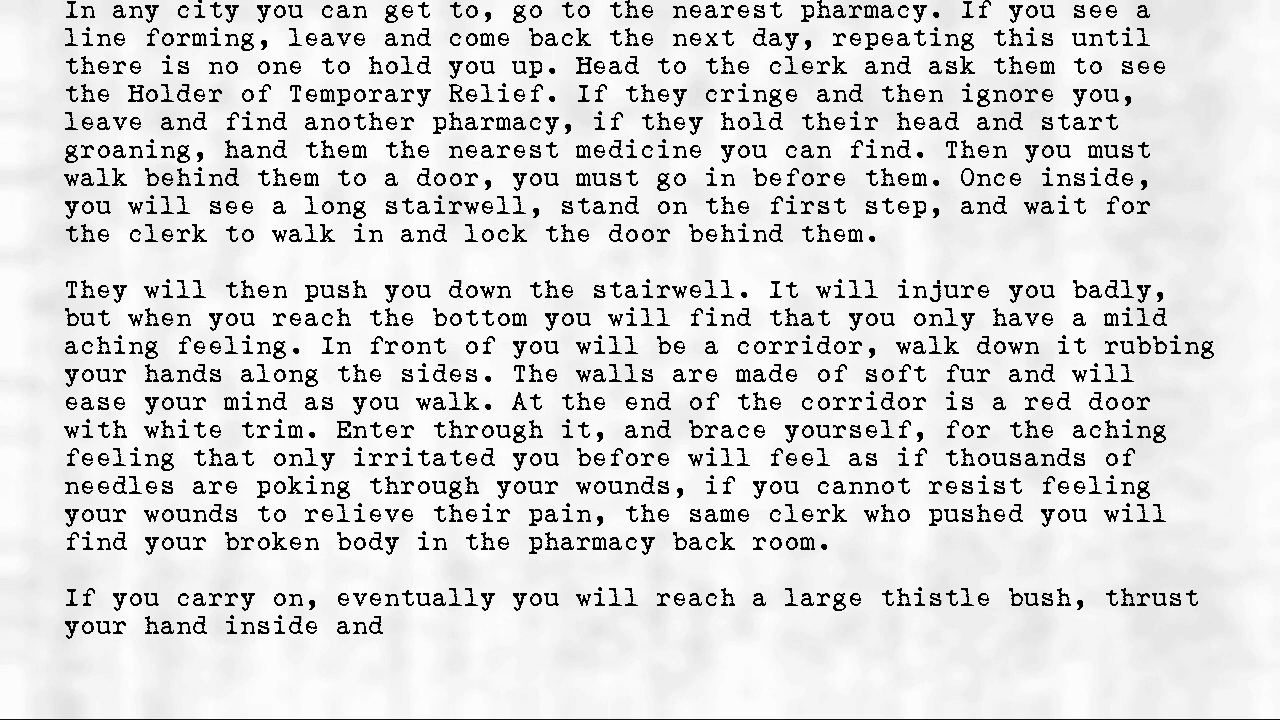 In any city you can get to, go to the nearest pharmacy. If you see a
line forming, leave and come back the next day, repeating this until
there is no one to hold you up. Head to the clerk and ask them to see
the Holder of Temporary Relief. If they cringe and then ignore you,
leave and find another pharmacy, if they hold their head and start
groaning, hand them the nearest medicine you can find. Then you must
walk behind them to a door, you must go in before them. Once inside,
you will see a long stairwell, stand on the first step, and wait for
the clerk to walk in and lock the door behind them.

They will then push you down the stairwell. It will injure you badly,
but when you reach the bottom you will find that you only have a mild
aching feeling. In front of you will be a corridor, walk down it rubbing
your hands along the sides. The walls are made of soft fur and will
ease your mind as you walk. At the end of the corridor is a red door
with white trim. Enter through it, and brace yourself, for the aching
feeling that only irritated you before will feel as if thousands of
needles are poking through your wounds, if you cannot resist feeling
your wounds to relieve their pain, the same clerk who pushed you will
find your broken body in the pharmacy back room.

If you carry on, eventually you will reach a large thistle bush, thrust
your hand inside and